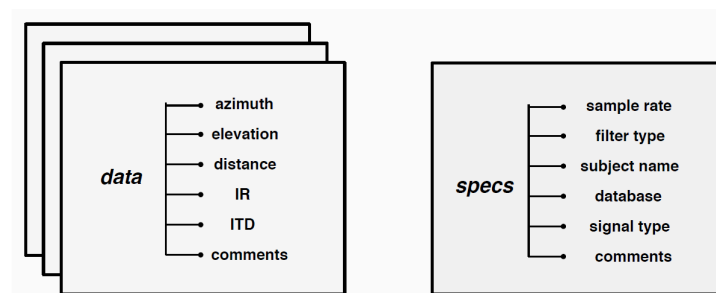 data
azimuth
elevation
distance
IR
ITD
comments
specs
sample rate
filter type
subject name
database
signal type
comments